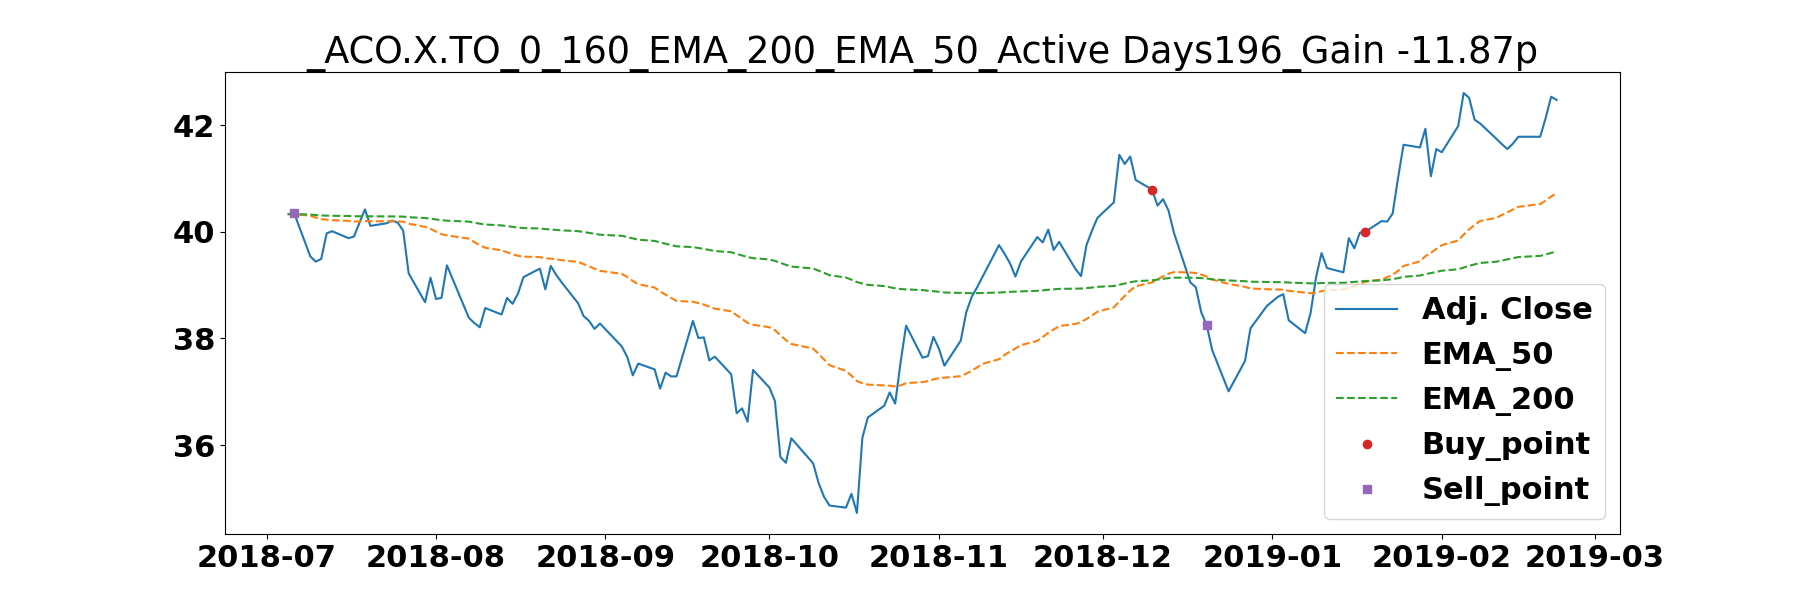 _ACO.X.TO_0_160_EMA_200_EMA_50_Active Days196_Gain -11.87p
42
40
38
36
Adj. Close
EMA_50
EMA_200
Buy_point
Sell_point
2018-07 2018-08 2018-09 2018-10 2018-11 2018-12 2019-01 2019-02 2019-03